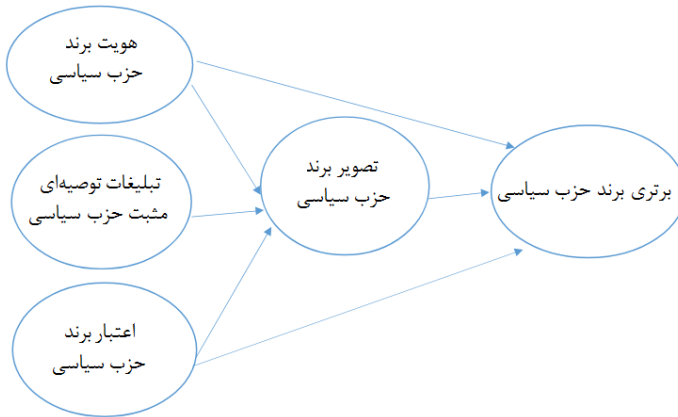 هویت برند
حزب سیاسی
تبلیغات توصیه‌ای
مثبت حزب سیاسی
اعتبار برند
حزب سیاسی
تصویر برند
حزب سیاسی
برتری برند حزب سیاسی